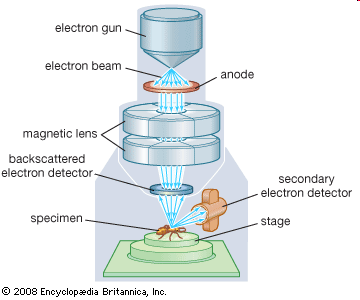 electron gun
electron beam
anode
magnetic lens
backscattered
electron detector
secondary
electron detector
specimen
stage
© 2008 Encyclopædia Britannica, Inc.